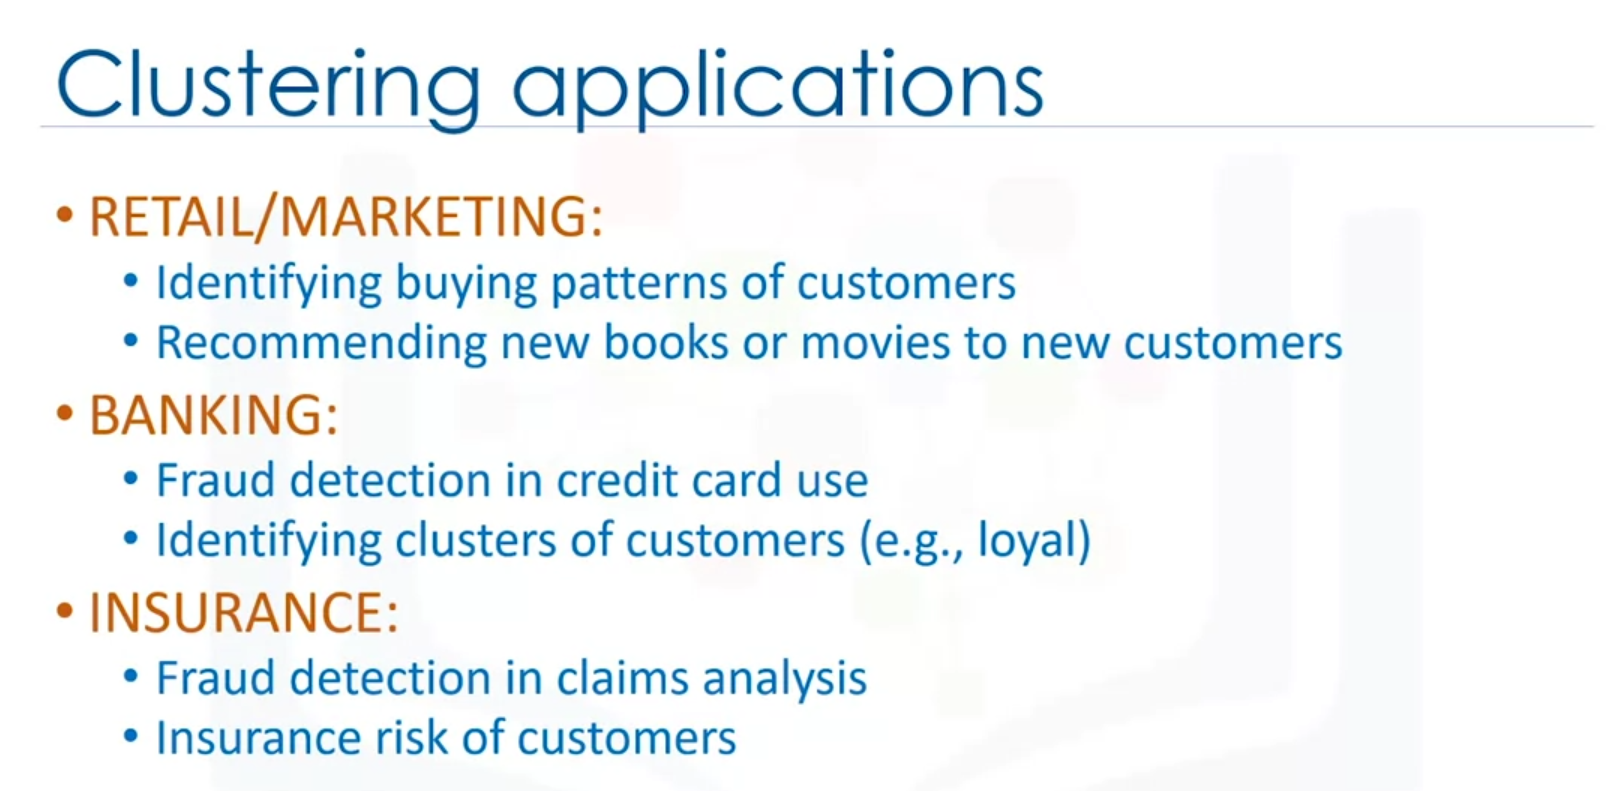 Clustering applications
• RETAIL/MARKETING:
• Identifying buying patterns of customers
• Recommending new books or movies to new customers
• BANKING:
• Fraud detection in credit card use
• Identifying clusters of customers (e.g., loyal)
• INSURANCE:
• Fraud detection in claims analysis
• Insurance risk of customers